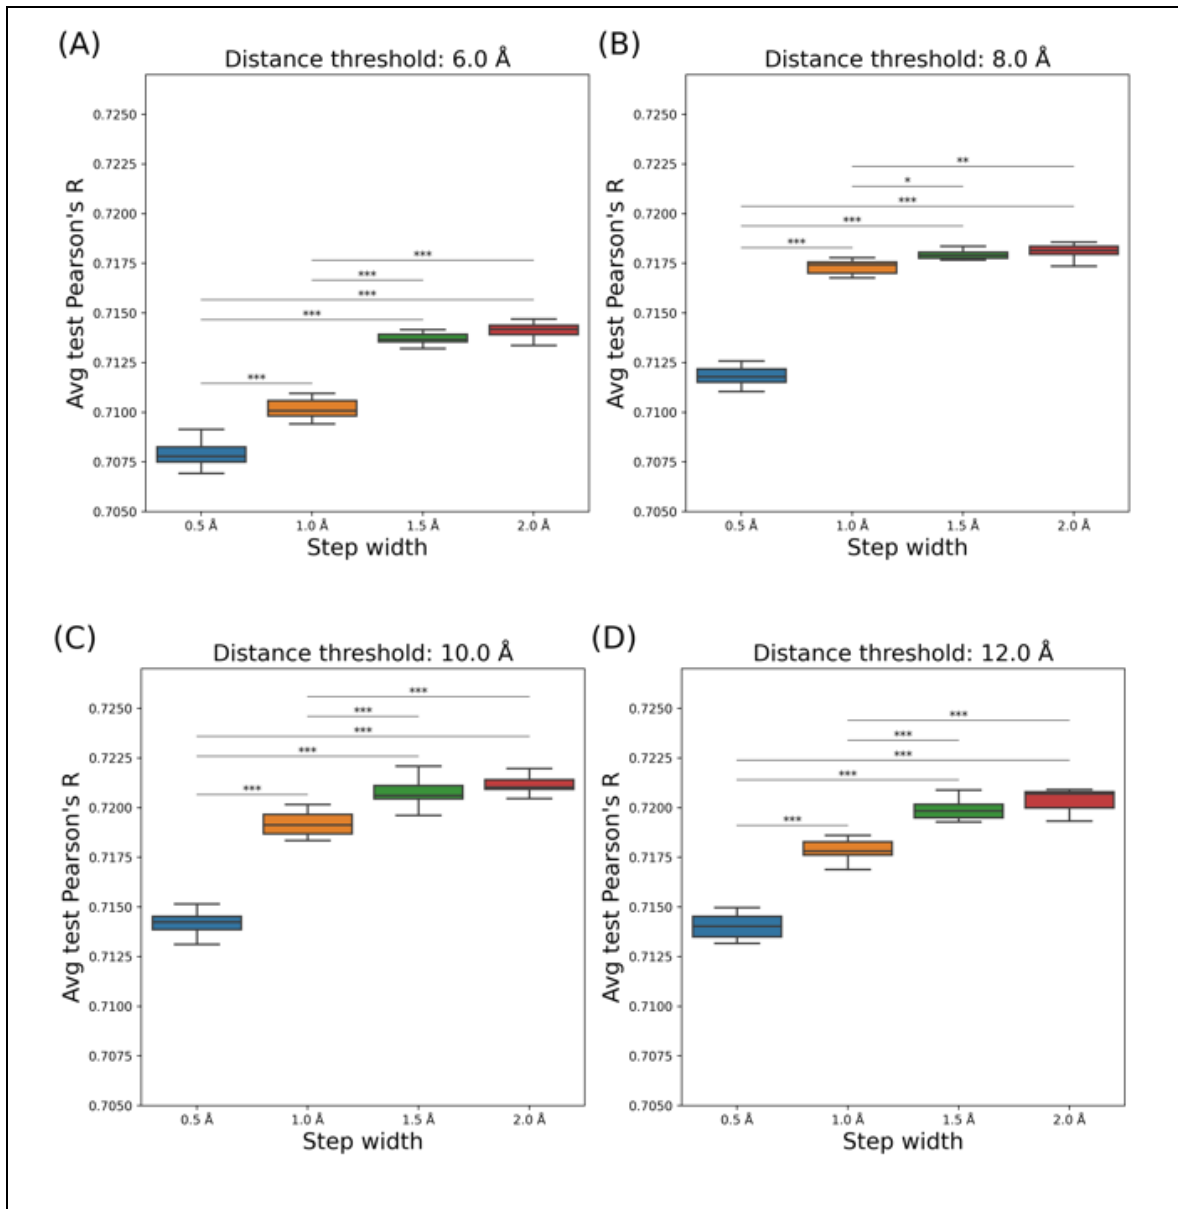 (A)
Distance threshold: 6.0 Å
0.7250
0.7225
0.7200
0.7175
0.7150
0.7125
0.7100
0.7075
0.7050
Avg test Pearson's R
***
***
***
***
***
0.5 Å 1.0 Å 1.5 Å 2.0 Å
Step width
(B)
Distance threshold: 8.0 Å
0.7250
0.7225
0.7200
0.7175
0.7150
0.7125
0.7100
0.7075
0.7050
Avg test Pearson's R
**
*
***
***
***
0.5 Å 1.0 Å 1.5 Å 2.0 Å
Step width
(C)
Distance threshold: 10.0 Å
0.7250
0.7225
0.7200
0.7175
0.7150
0.7125
0.7100
0.7075
0.7050
Avg test Pearson's R
***
***
***
***
***
0.5 Å 1.0 Å 1.5 Å 2.0 Å
Step width
(D)
Distance threshold: 12.0 Å
0.7250
0.7225
0.7200
0.7175
0.7150
0.7125
0.7100
0.7075
0.7050
Avg test Pearson's R
***
***
***
***
***
0.5 Å 1.0 Å 1.5 Å 2.0 Å
Step width